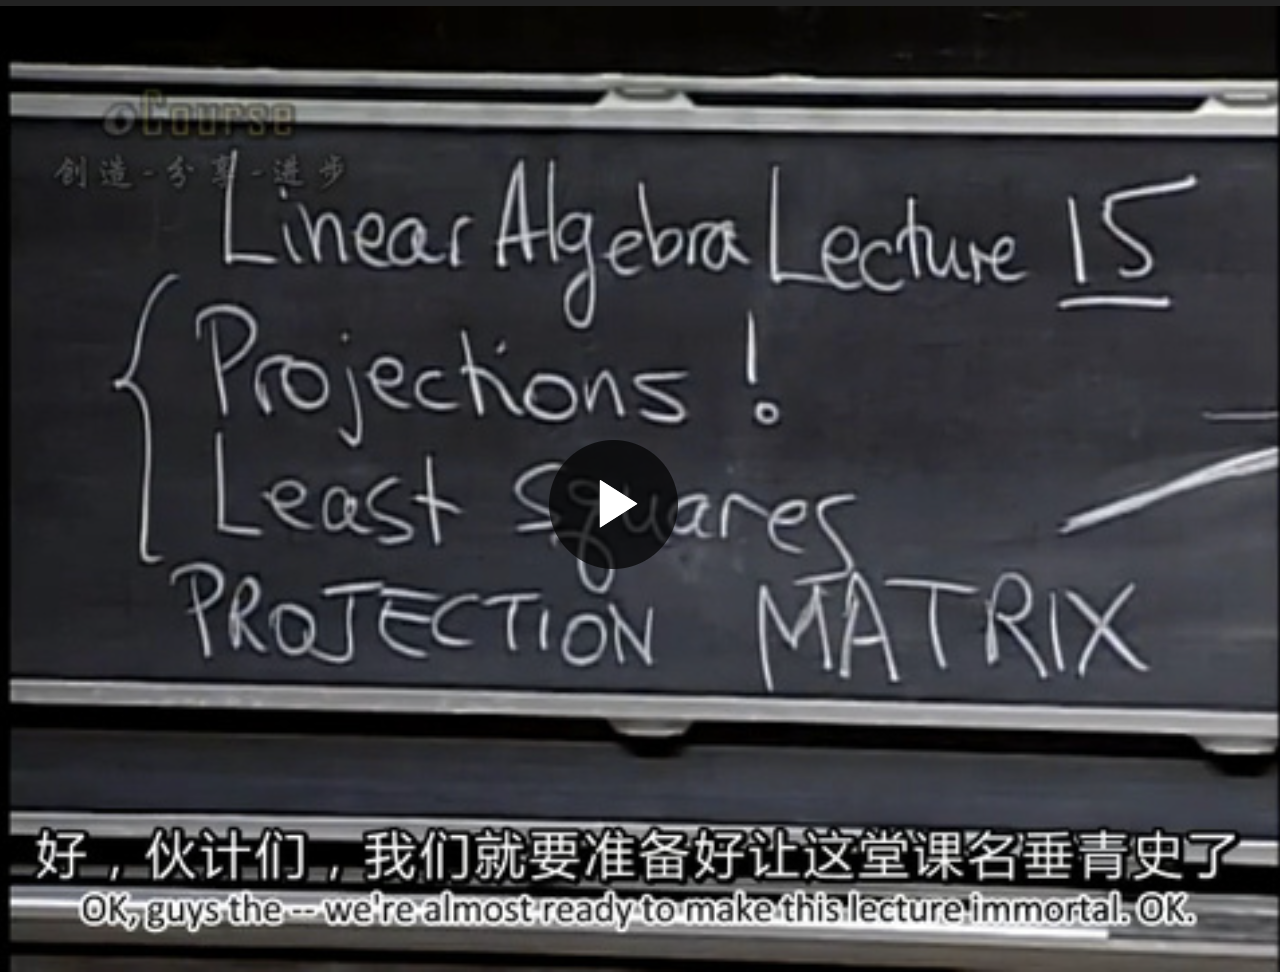 oCourse
创造-分享-进步
Linear Algebra Lecture 15
Projections !
Least Squares
PROJECTION MATRIX
好，伙计们，我们就要准备好让这堂课名垂青史了
OK, guys the -- we're almost ready to make this lecture immortal. OK.